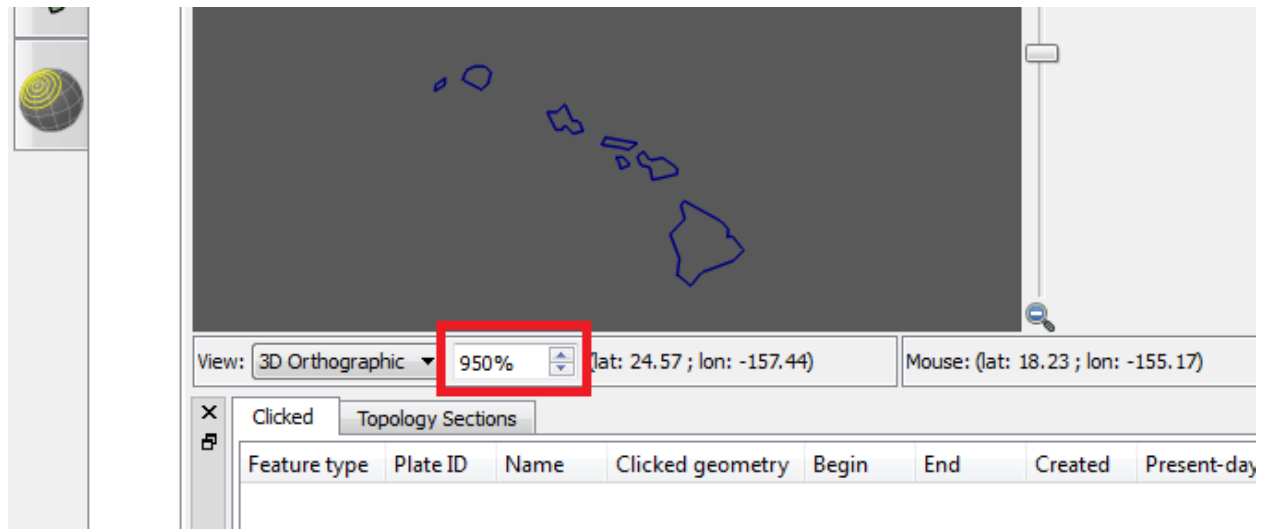 View: 3D Orthographic 950% (lat: 24.57 ; lon: -157.44) Mouse: (lat: 18.23 ; lon: -155.17)
Clicked Topology Sections
Feature type Plate ID Name Clicked geometry Begin End Created Present-day